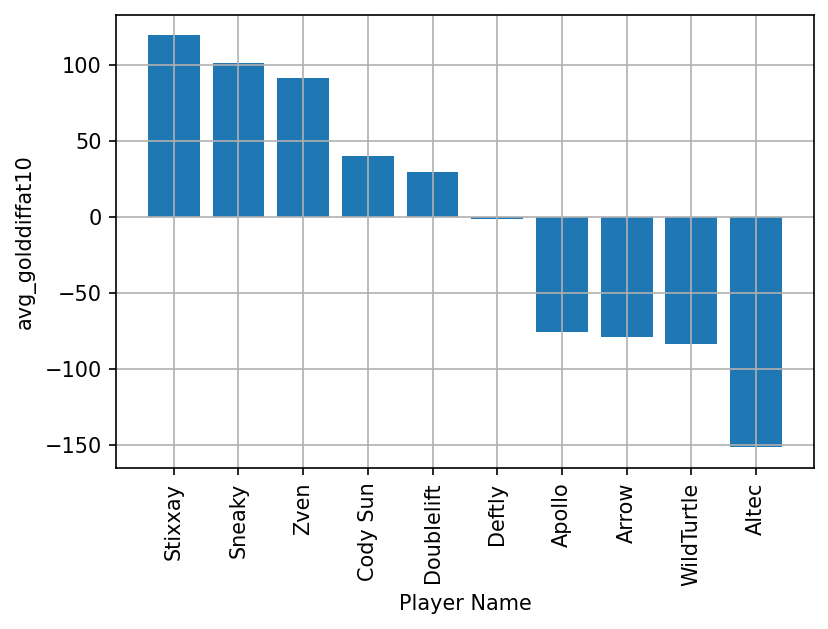 100
50
0
−50
−100
−150
avg_golddiffat10
Stixxay
Sneaky
Zven
Cody Sun
Doublelift
Deftly
Apollo
Arrow
WildTurtle
Altec
Player Name